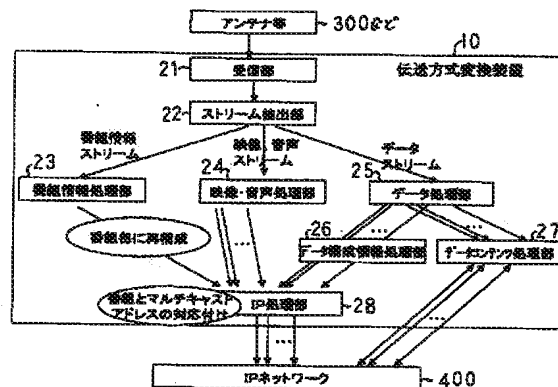 アンテナ等
300など
10
伝送方式変換装置
21
受信部
22
ストリーム抽出部
番組情報
ストリーム
映像・音声
ストリーム
データ
ストリーム
23
番組情報処理部
24
映像・音声処理部
25
データ処理部
…
番組毎に再構成
…
26
データ構成情報処理部
…
27
データコンテンツ処理部
番組とマルチキャスト
アドレスの対応付け
IP処理部
28
…
…
IPネットワーク
400